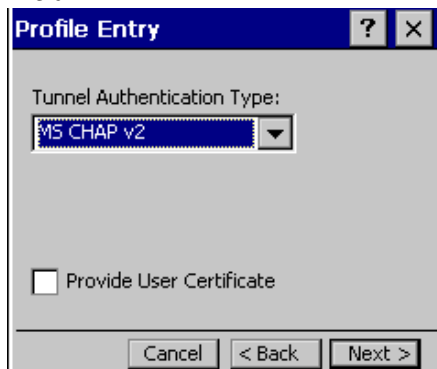 Profile Entry ? ×
Tunnel Authentication Type:
MS CHAP v2
Provide User Certificate
Cancel < Back Next >